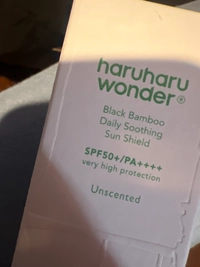 haruharu
wonder®
Black Bamboo
Daily Soothing
Sun Shield
SPF50+/PA++++
very high protection
Unscented